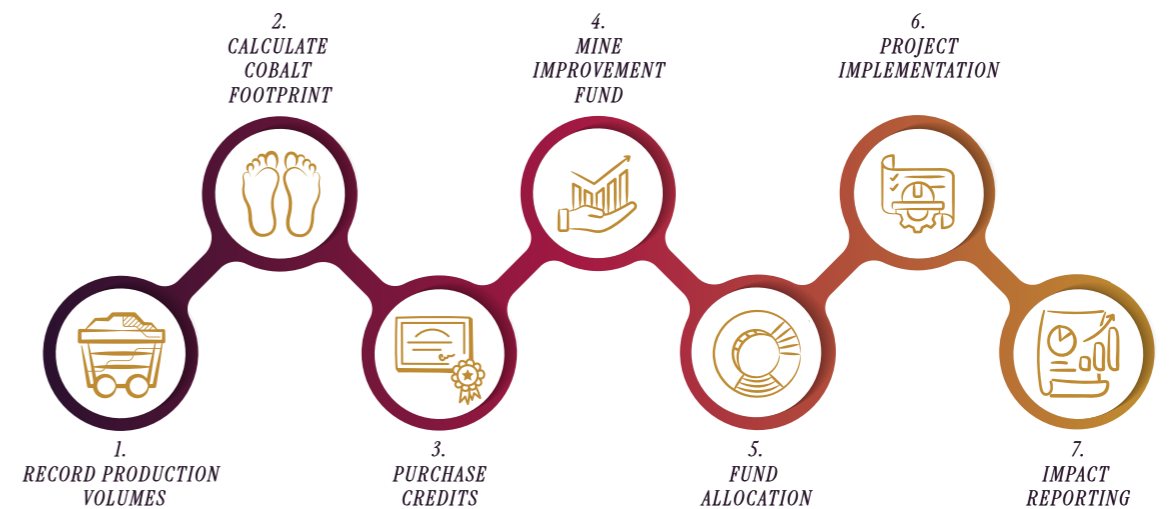 1.
RECORD PRODUCTION
VOLUMES
2.
CALCULATE
COBALT
FOOTPRINT
3.
PURCHASE
CREDITS
4.
MINE
IMPROVEMENT
FUND
5.
FUND
ALLOCATION
6.
PROJECT
IMPLEMENTATION
7.
IMPACT
REPORTING